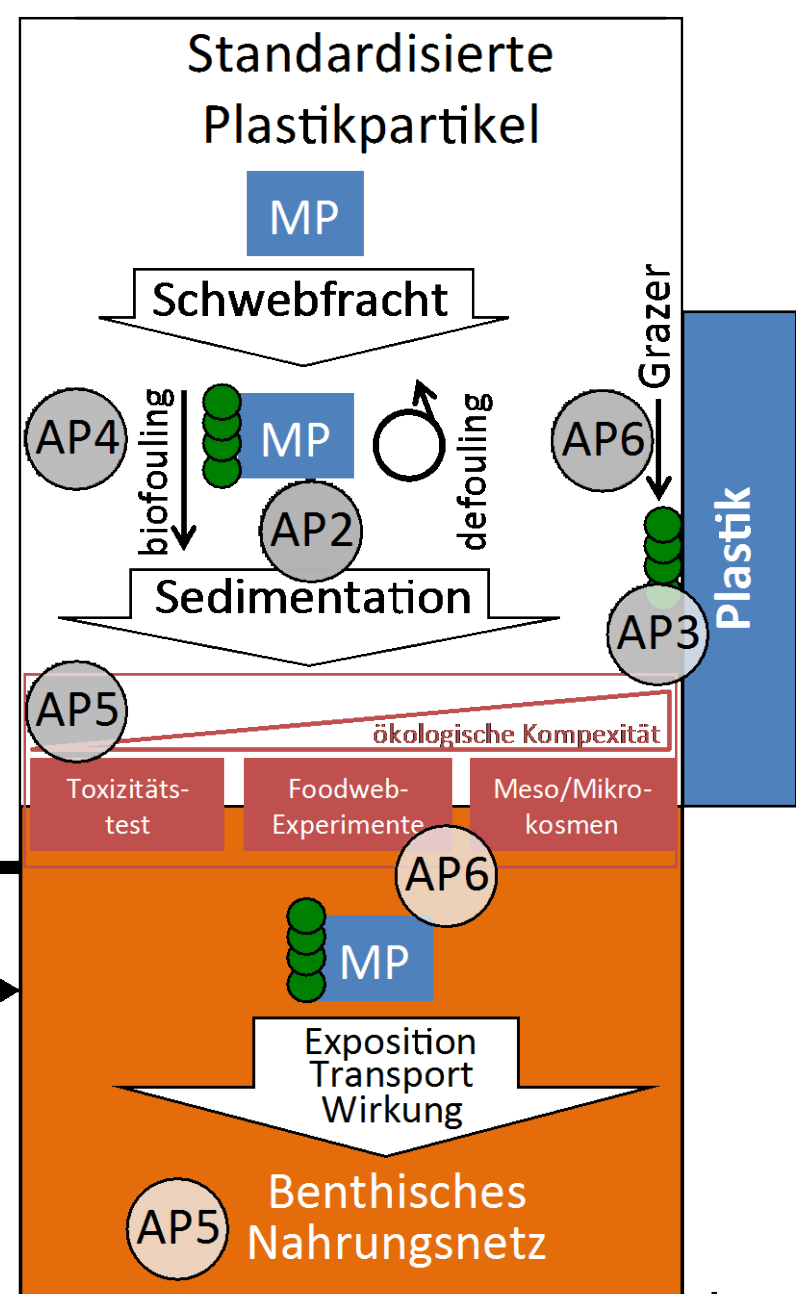 Standardisierte
Plastikpartikel
MP
Schwebfracht
Grazer
AP4
biofouling
MP
defouling
AP6
AP2
Plastik
Sedimentation
AP3
AP5
ökologische Kompexität
Toxizitäts-
test
Foodweb-
Experimente
Meso/Mikro-
kosmen
AP6
MP
Exposition
Transport
Wirkung
AP5
Benthisches
Nahrungsnetz